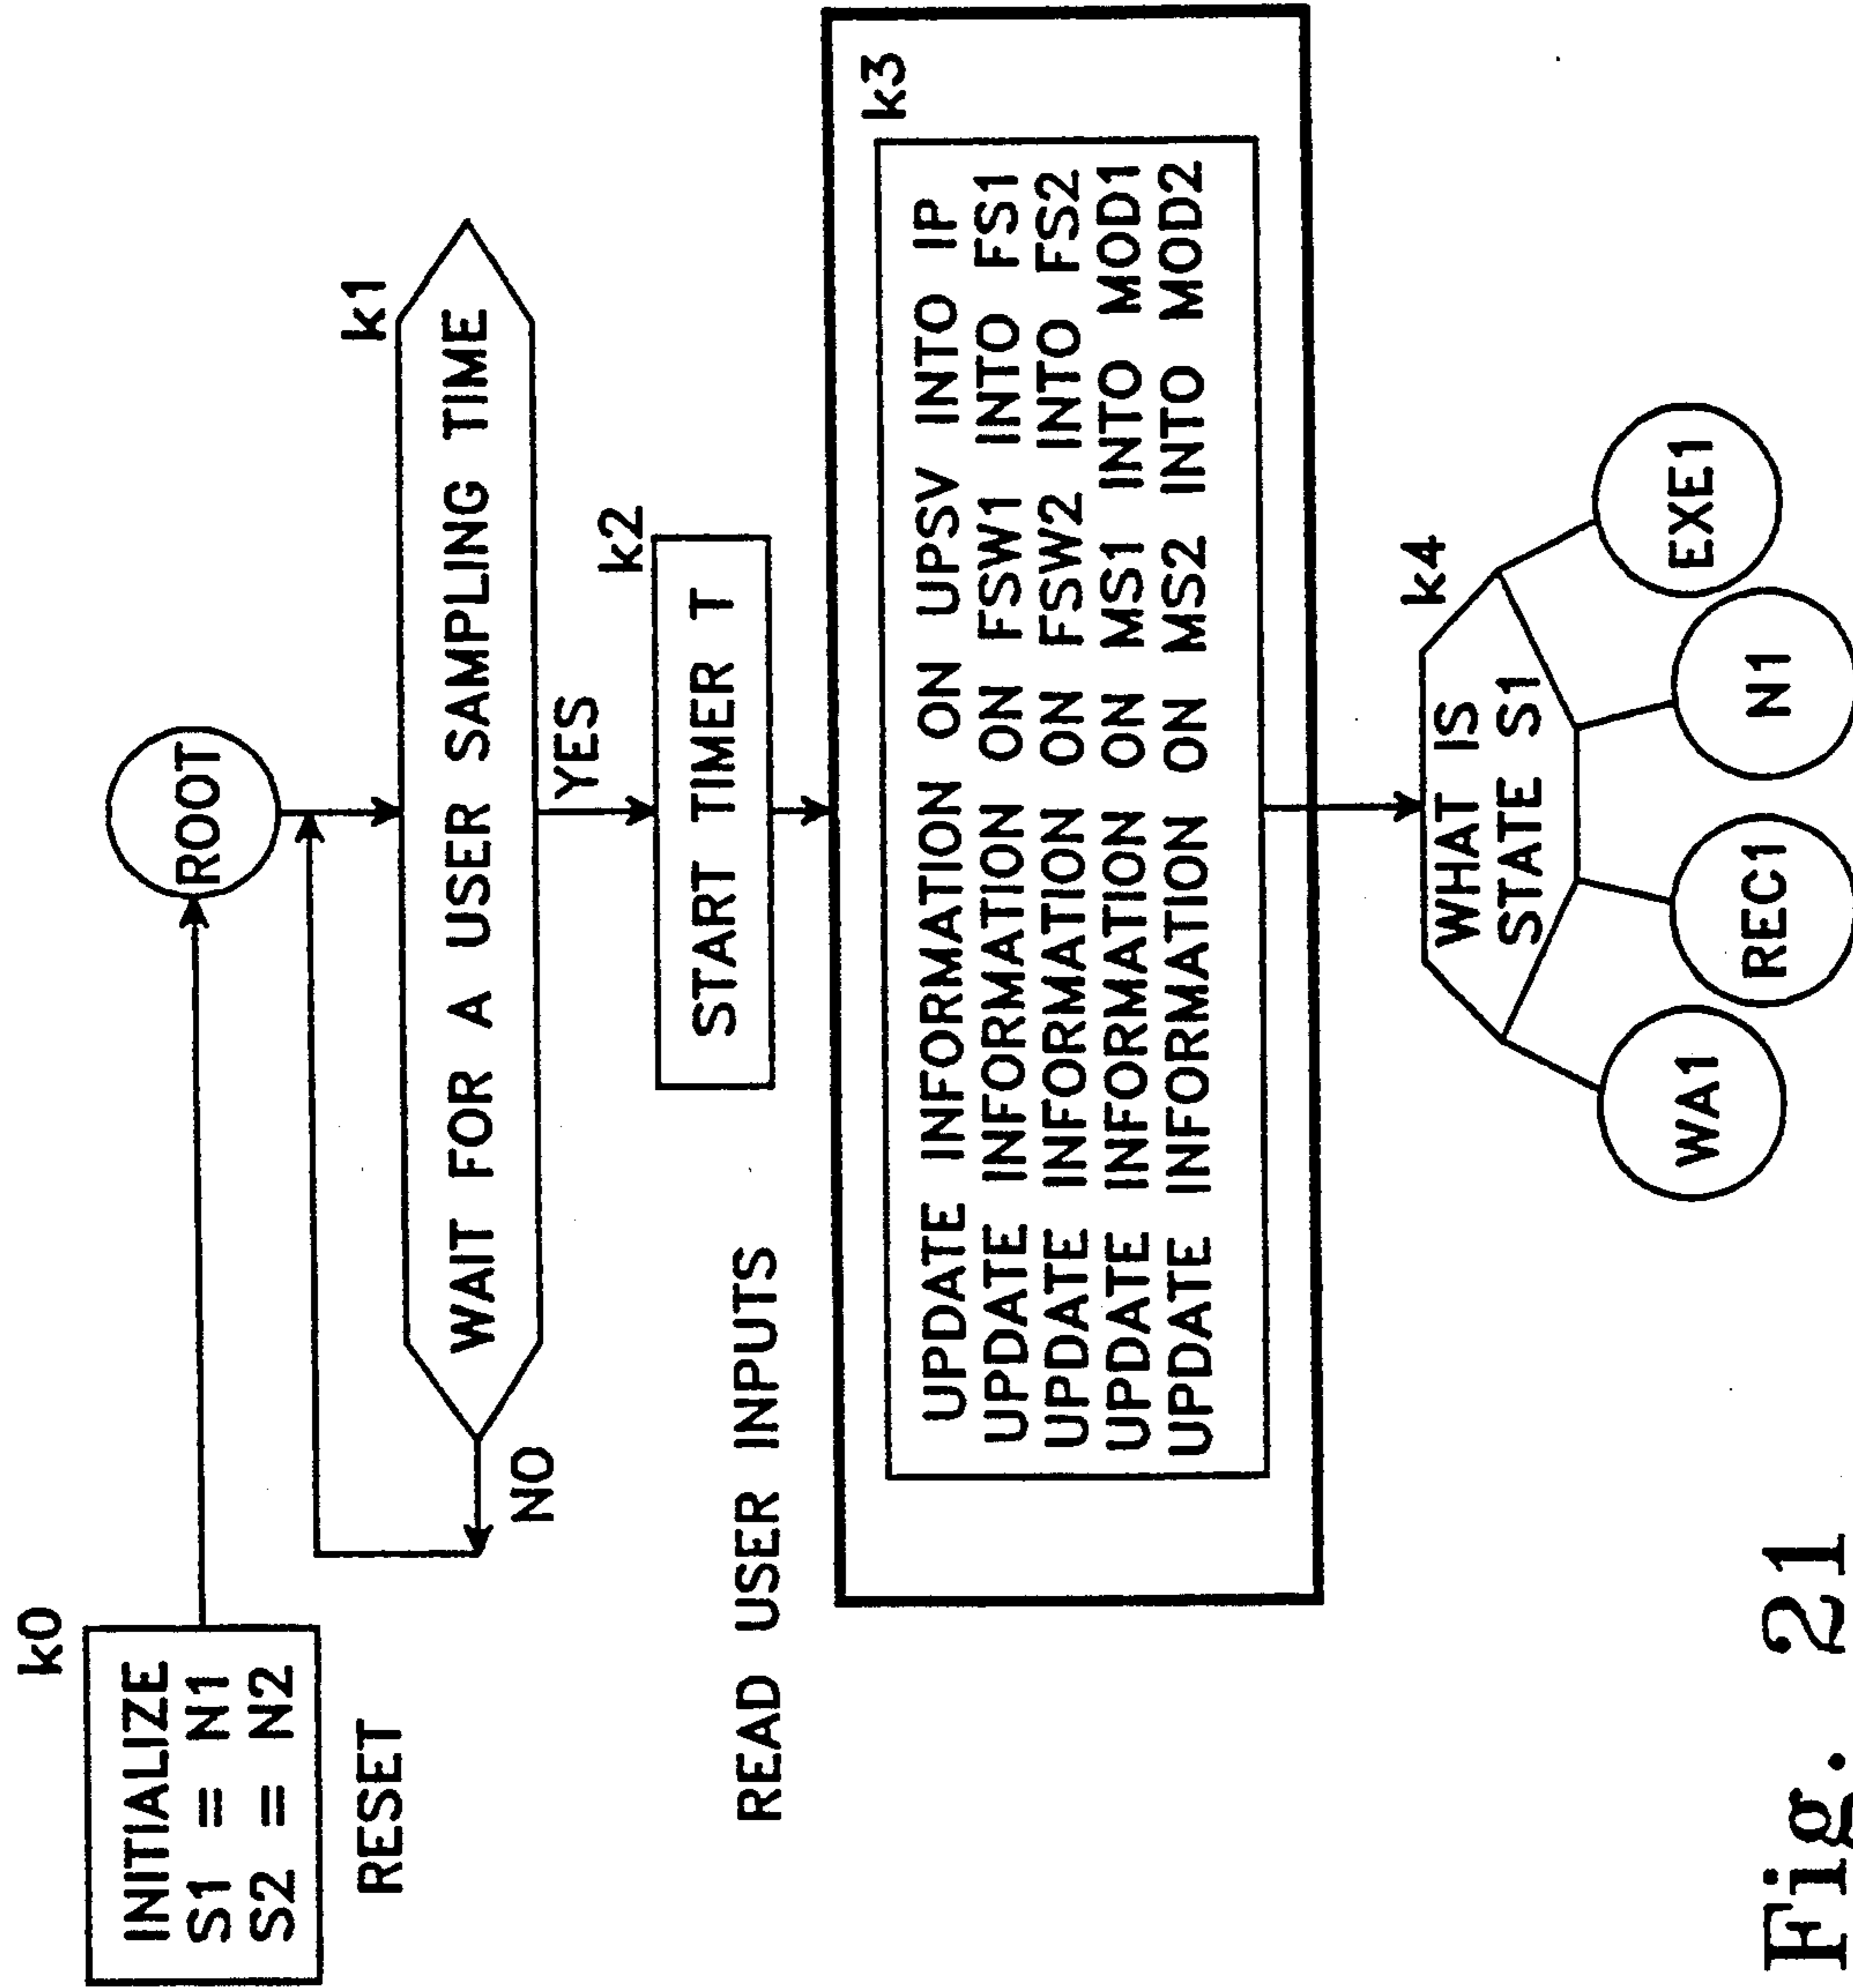 k0
INITIALIZE
S1 = N1
S2 = N2
RESET
ROOT
k1
WAIT FOR A USER SAMPLING TIME
NO
YES
k2
START TIMER T
READ USER INPUTS
k3
UPDATE INFORMATION ON UPSV INTO IP
UPDATE INFORMATION ON FSW1 INTO FS1
UPDATE INFORMATION ON FSW2 INTO FS2
UPDATE INFORMATION ON MS1 INTO MOD1
UPDATE INFORMATION ON MS2 INTO MOD2
k4
WHAT IS
STATE S1
WA1
REC1
N1
EXE1
Fig. 21